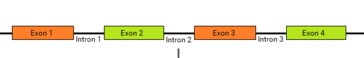 Exon 1
Intron 1
Exon 2
Intron 2
Exon 3
Intron 3
Exon 4